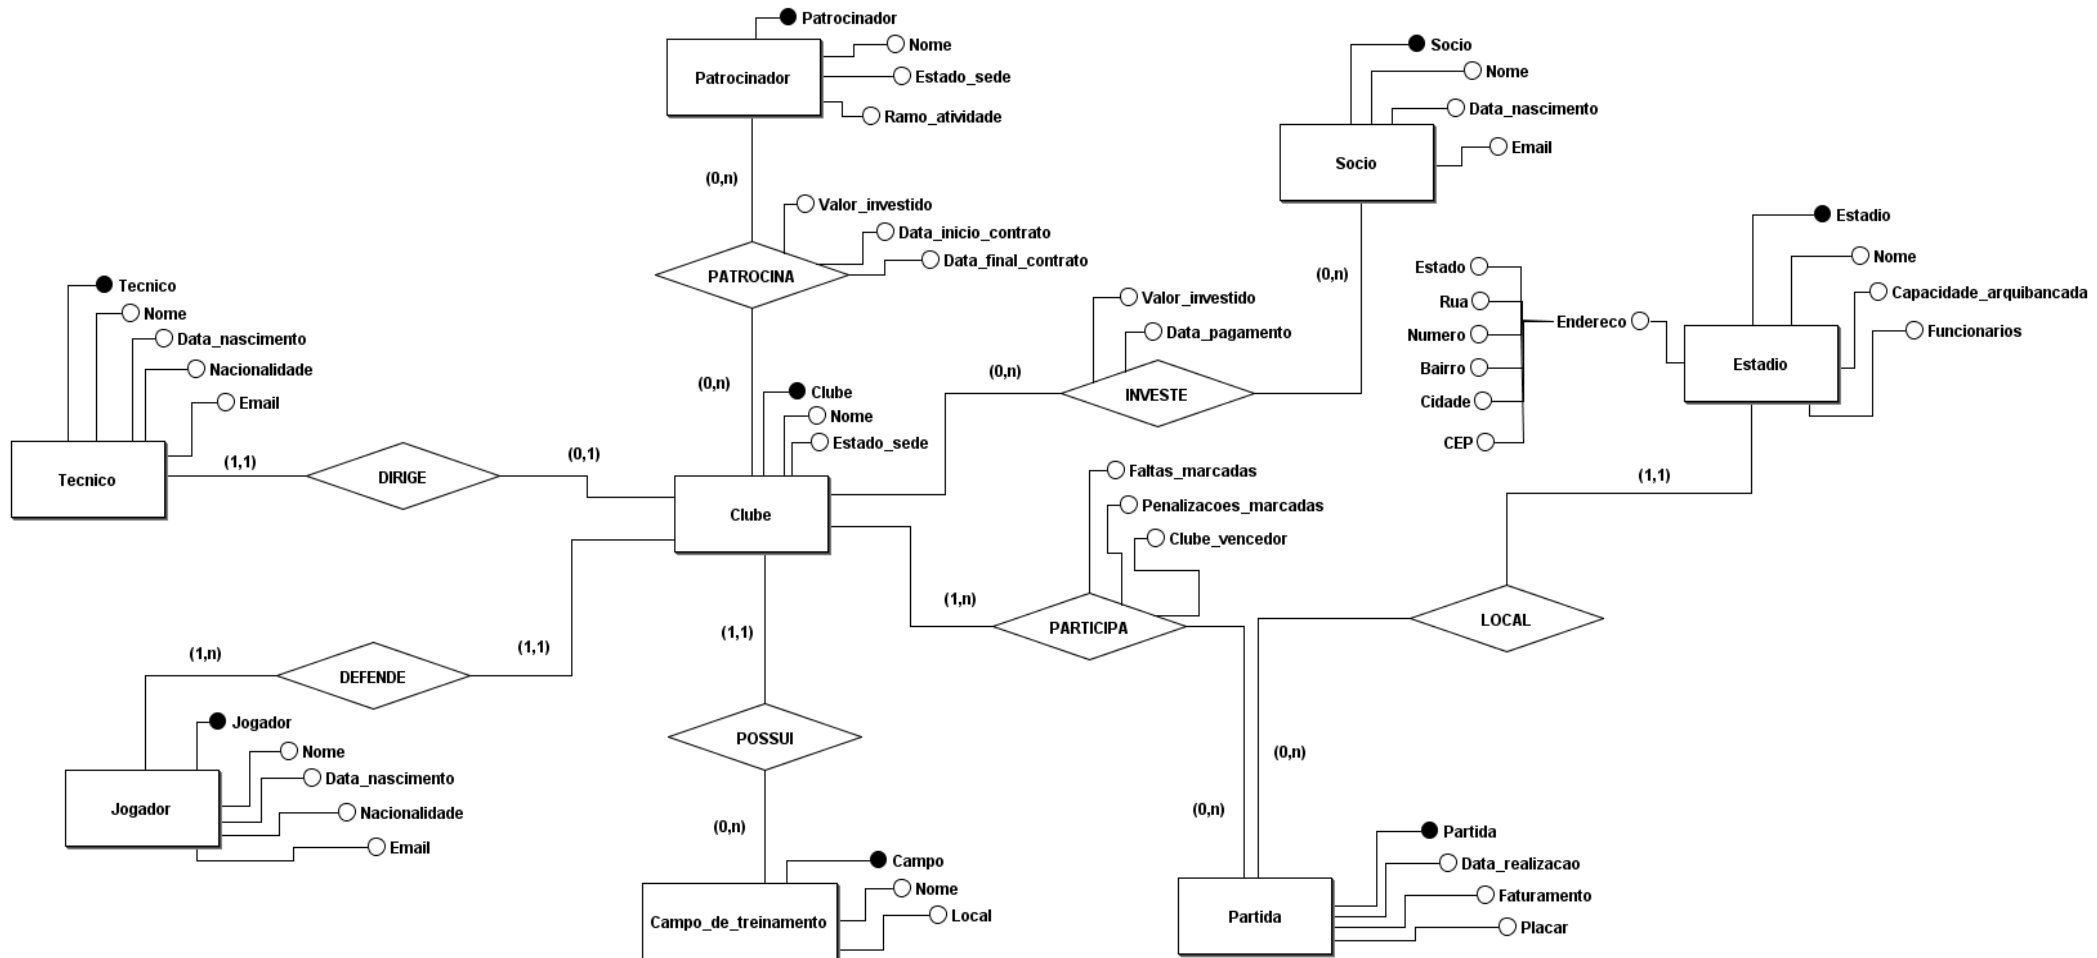 Patrocinador
Nome
Patrocinador
Estado_sede
Ramo_atividade
(0,n)
Valor_investido
Data_inicio_contrato
Data_final_contrato
PATROCINA
(0,n)
Socio
Nome
Data_nascimento
Email
Socio
(0,n)
Valor_investido
Data_pagamento
(0,n)
INVESTE
Estadio
Nome
Capacidade_arquibancada
Funcionarios
Estado
Rua
Endereco
Numero
Bairro
Cidade
CEP
Estadio
(1,1)
LOCAL
(0,n)
Tecnico
Nome
Data_nascimento
Nacionalidade
Email
Tecnico
(1,1)
DIRIGE
(0,1)
Clube
Nome
Estado_sede
Clube
Faltas_marcadas
Penalizacoes_marcadas
Clube_vencedor
(1,n)
PARTICIPA
(0,n)
(1,n)
DEFENDE
(1,1)
Jogador
Nome
Data_nascimento
Nacionalidade
Email
Jogador
(1,1)
POSSUI
(0,n)
Campo
Nome
Local
Campo_de_treinamento
Partida
Data_realizacao
Faturamento
Placar
Partida